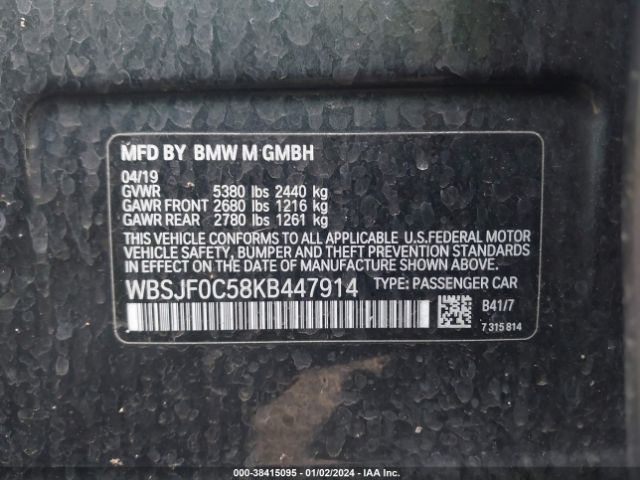 MFD BY BMW M GMBH
04/19
GVWR 5380 lbs 2440 kg
GAWR FRONT 2680 lbs 1216 kg
GAWR REAR 2780 lbs 1261 kg
THIS VEHICLE CONFORMS TO ALL APPLICABLE U.S.FEDERAL MOTOR
VEHICLE SAFETY, BUMPER AND THEFT PREVENTION STANDARDS
IN EFFECT ON THE DATE OF MANUFACTURE SHOWN ABOVE.
WBSJF0C58KB447914 TYPE: PASSENGER CAR
B41/7
7 315 814
000-38415095 - 01/02/2024 - IAA Inc.